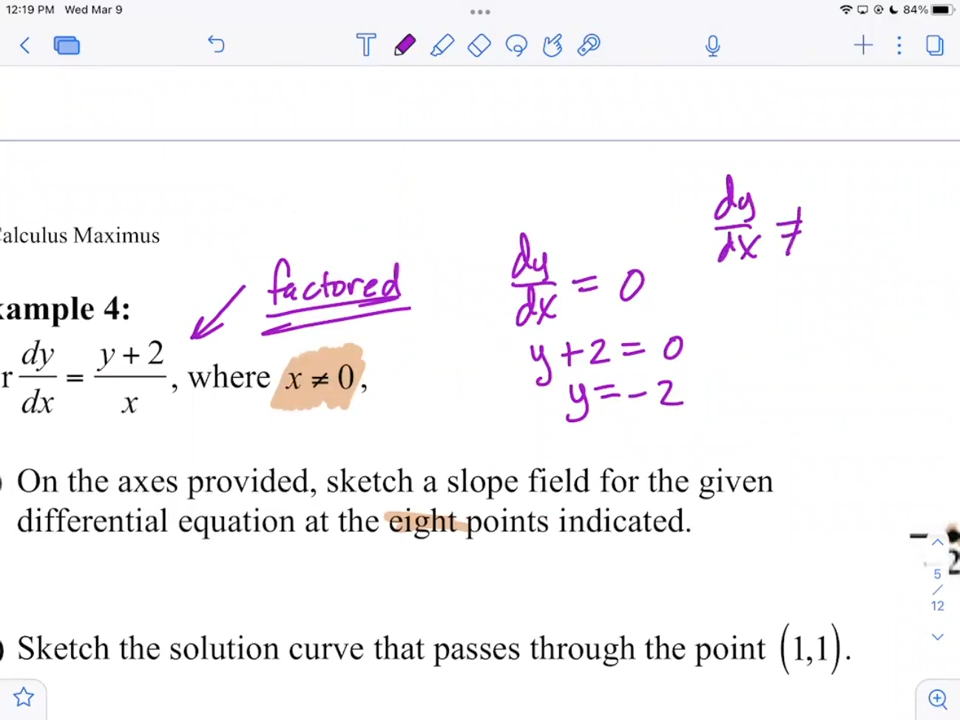 12:19 PM Wed Mar 9
84%
T
Calculus Maximus
factored
dy/dx = 0
dy/dx ≠
y + 2 = 0
y = -2
xample 4:
r dy/dx = y + 2/x, where x ≠ 0,
) On the axes provided, sketch a slope field for the given
differential equation at the eight points indicated.
2
5
/
12
) Sketch the solution curve that passes through the point (1,1).